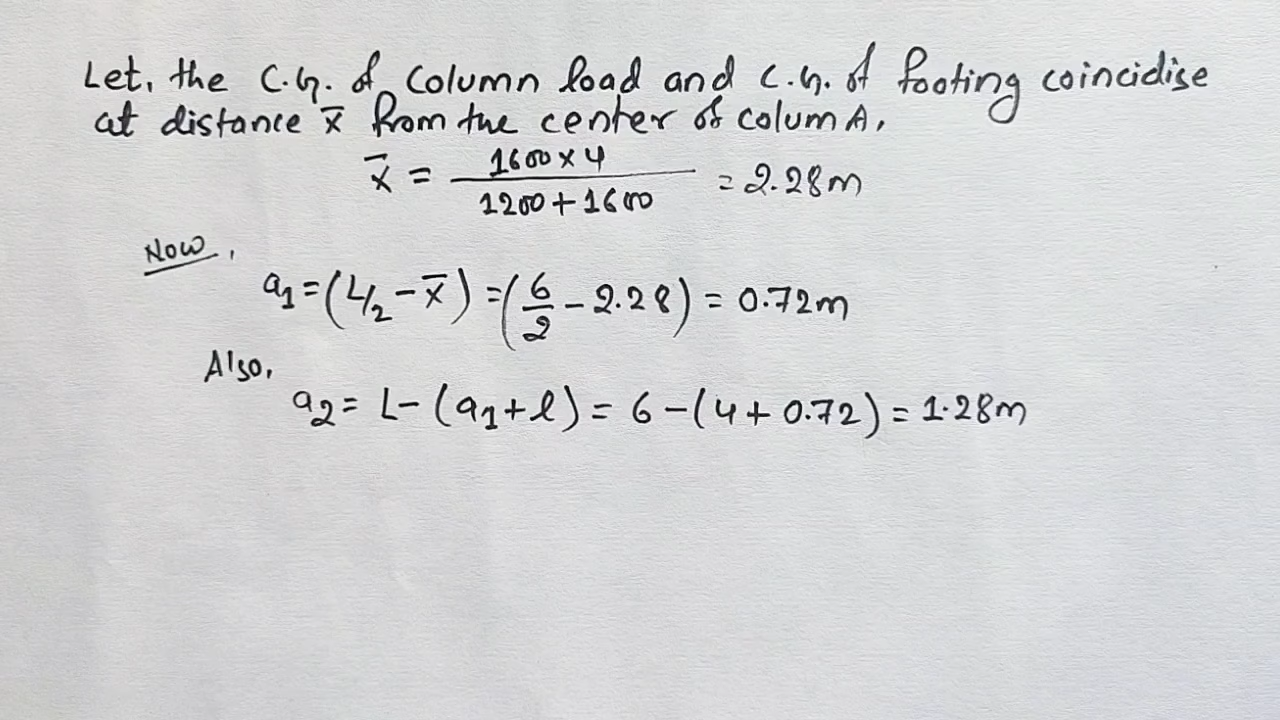 Let, the C.G. of Column load and C.G. of footing coincidise
at distance x̄ from the center of colum A,
x̄ = 1600 × 4 / 1200 + 1600 = 2.28m
Now,
a1 = (L/2 − x̄) = (6/2 − 2.28) = 0.72m
Also,
a2 = L − (a1 + l) = 6 − (4 + 0.72) = 1.28m